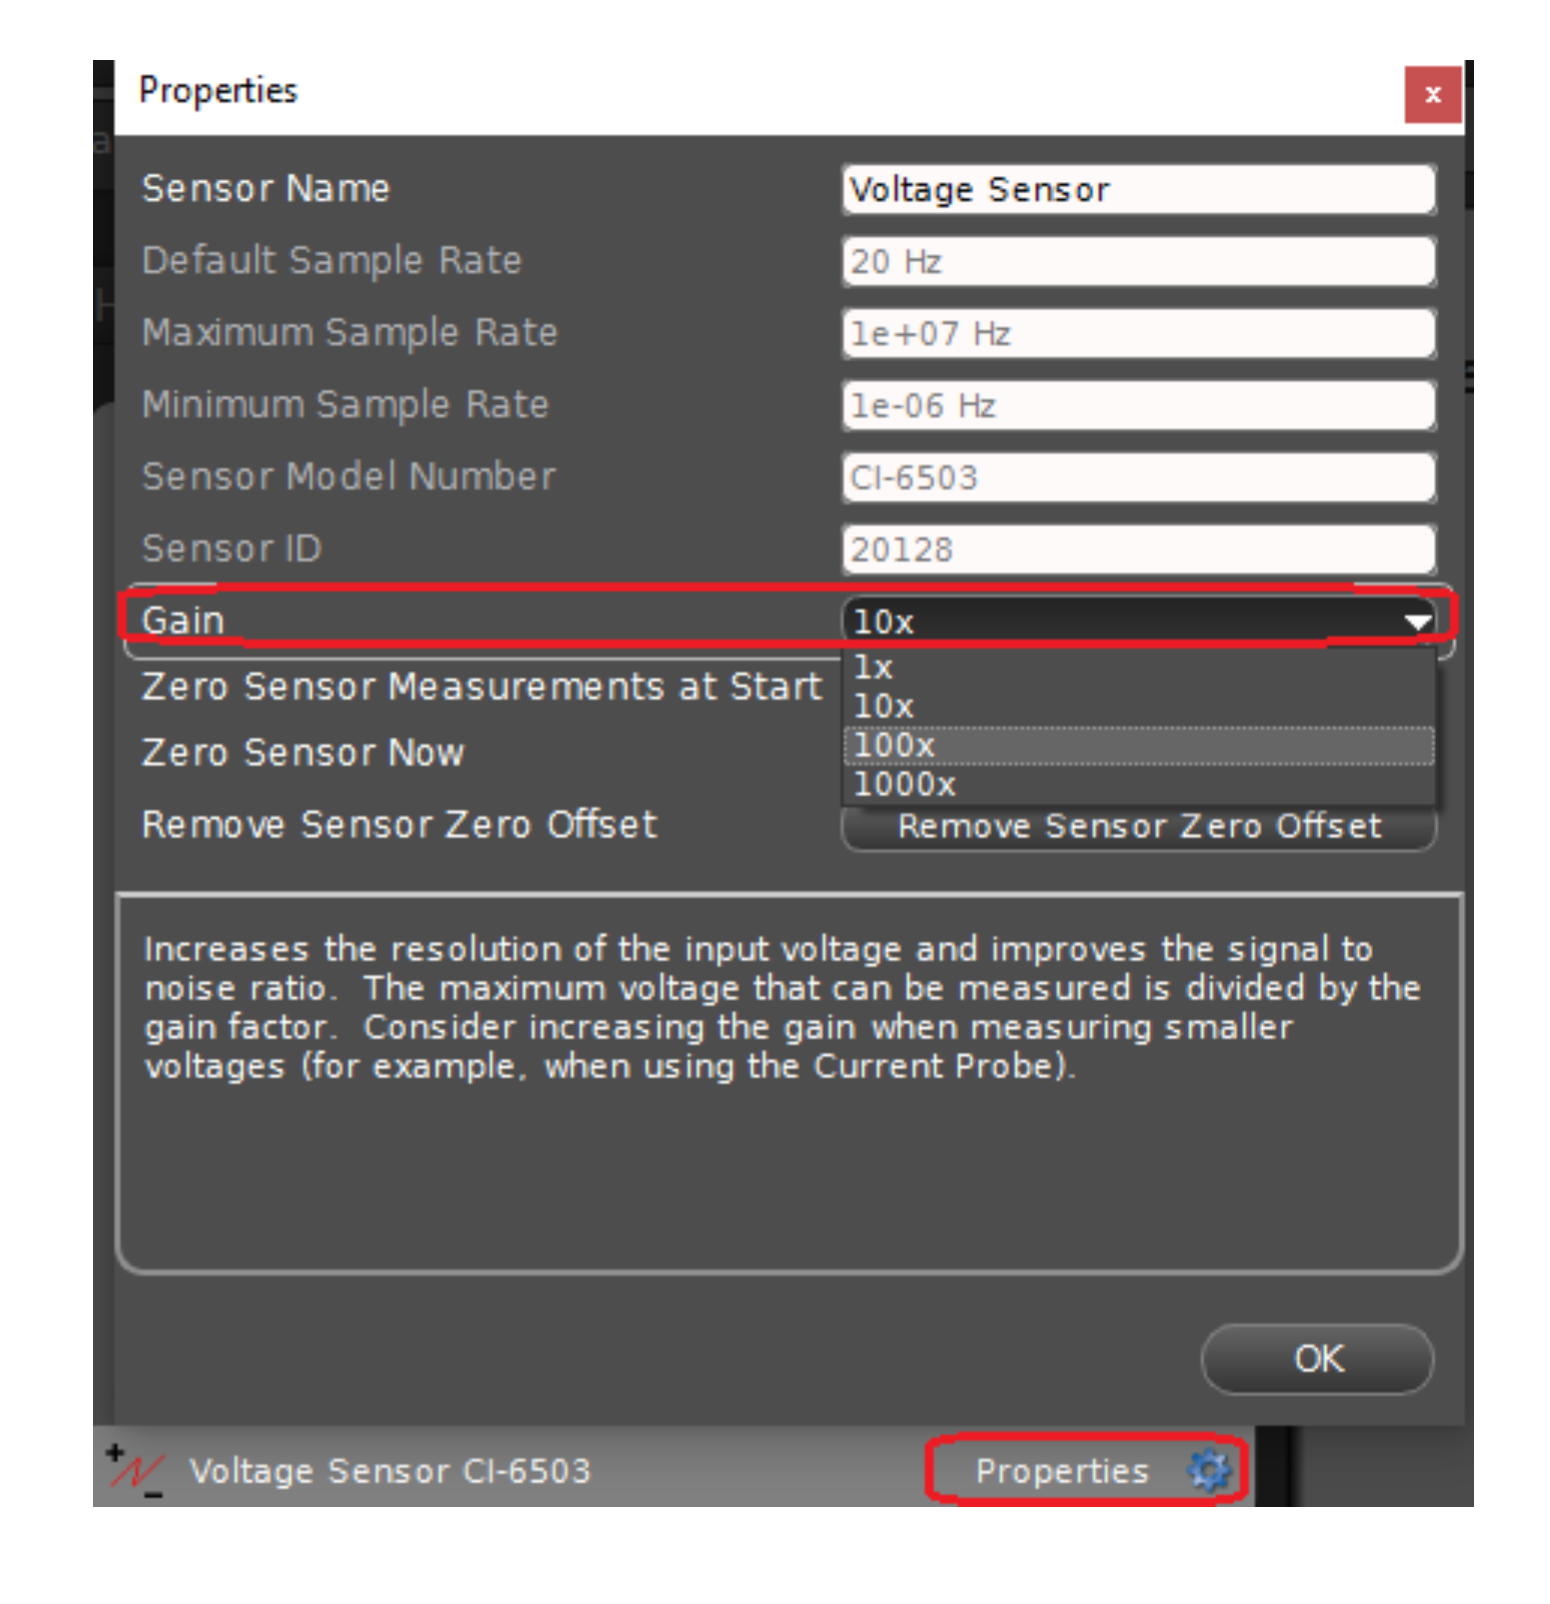 Properties
x
Sensor Name Voltage Sensor
Default Sample Rate 20 Hz
Maximum Sample Rate 1e+07 Hz
Minimum Sample Rate 1e-06 Hz
Sensor Model Number CI-6503
Sensor ID 20128
Gain 10x
1x
Zero Sensor Measurements at Start 10x
100x
Zero Sensor Now 1000x
Remove Sensor Zero Offset Remove Sensor Zero Offset
Increases the resolution of the input voltage and improves the signal to
noise ratio. The maximum voltage that can be measured is divided by the
gain factor. Consider increasing the gain when measuring smaller
voltages (for example, when using the Current Probe).
OK
Voltage Sensor CI-6503 Properties